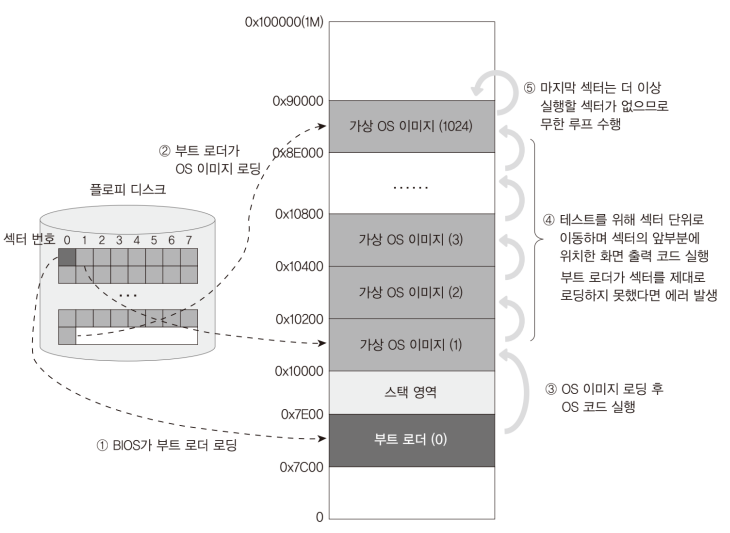 0x100000(1M)
⑤ 마지막 섹터는 더 이상
실행할 섹터가 없으므로
무한 루프 수행
0x90000
가상 OS 이미지 (1024)
② 부트 로더가
OS 이미지 로딩
0x8E000
플로피 디스크
......
0x10800
④ 테스트를 위해 섹터 단위로
이동하며 섹터의 앞부분에
위치한 화면 출력 코드 실행
부트 로더가 섹터를 제대로
로딩하지 못했다면 에러 발생
섹터 번호 0 1 2 3 4 5 6 7
가상 OS 이미지 (3)
0x10400
...
가상 OS 이미지 (2)
0x10200
가상 OS 이미지 (1)
0x10000
③ OS 이미지 로딩 후
OS 코드 실행
스택 영역
0x7E00
① BIOS가 부트 로더 로딩
부트 로더 (0)
0x7C00
0